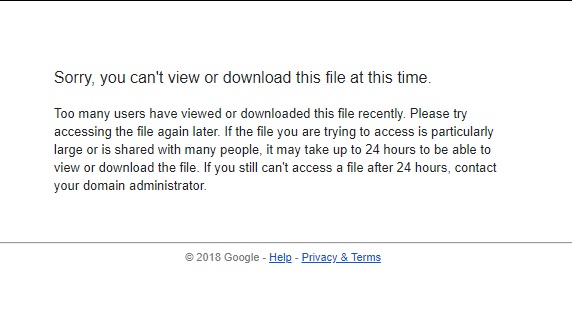 Sorry, you can't view or download this file at this time.
Too many users have viewed or downloaded this file recently. Please try
accessing the file again later. If the file you are trying to access is particularly
large or is shared with many people, it may take up to 24 hours to be able to
view or download the file. If you still can't access a file after 24 hours, contact
your domain administrator.
© 2018 Google - Help - Privacy & Terms